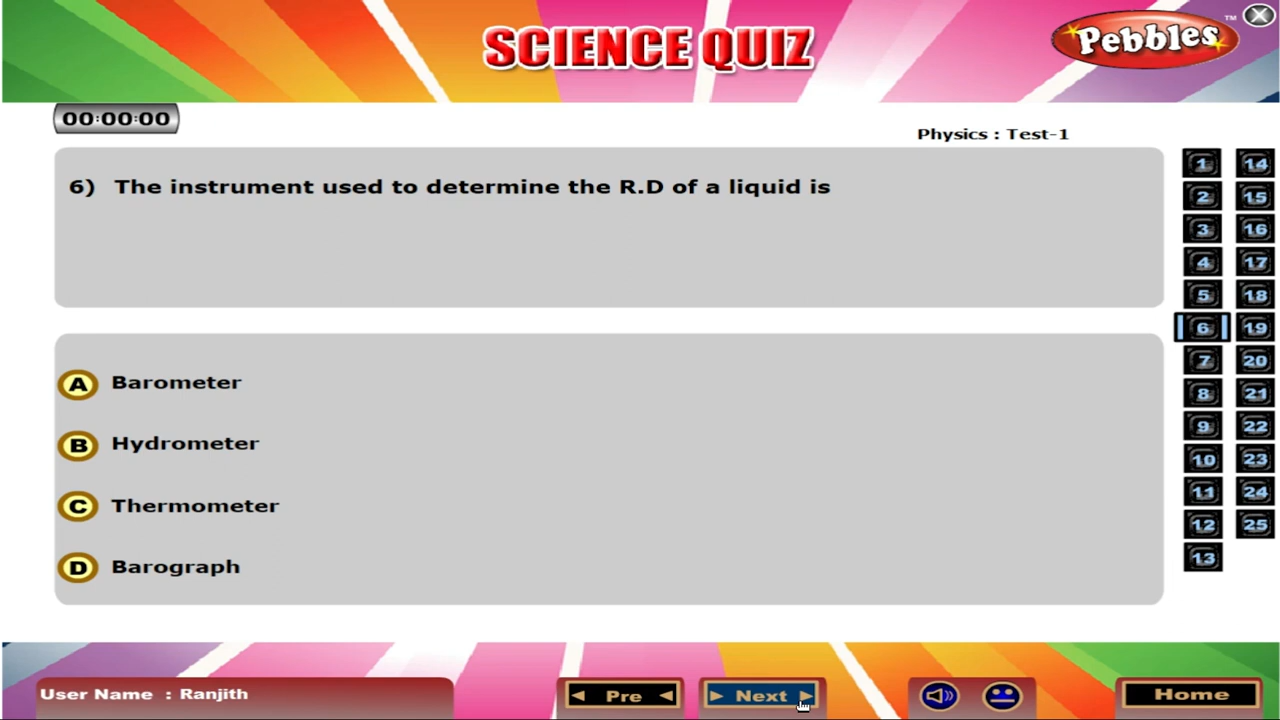 SCIENCE QUIZ
Pebbles TM
00:00:00
Physics : Test-1
6) The instrument used to determine the R.D of a liquid is
A Barometer
B Hydrometer
C Thermometer
D Barograph
1 14
2 15
3 16
4 17
5 18
6 19
7 20
8 21
9 22
10 23
11 24
12 25
13
User Name : Ranjith
Pre
Next
Home